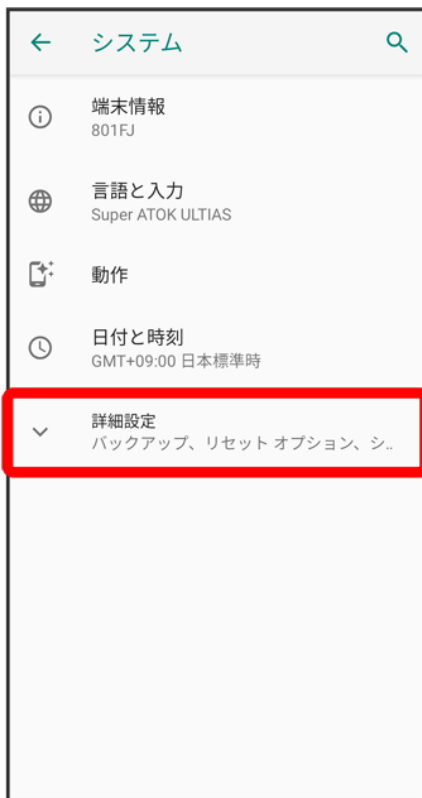 システム
端末情報
801FJ
言語と入力
Super ATOK ULTIAS
動作
日付と時刻
GMT+09:00 日本標準時
詳細設定
バックアップ、リセット オプション、シ..